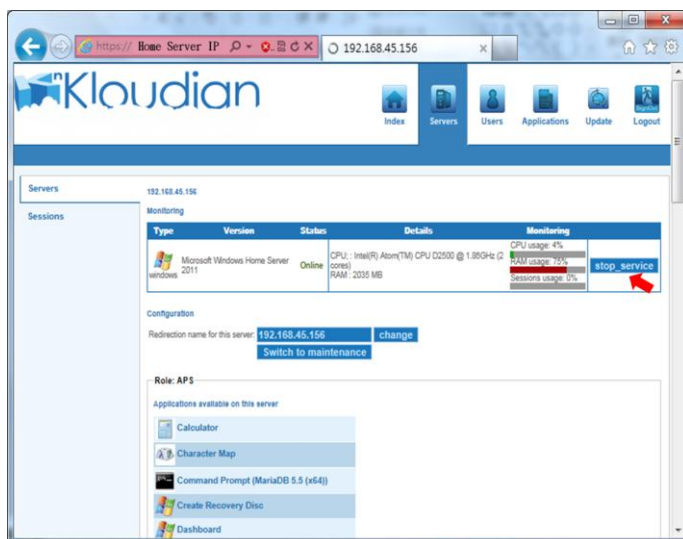 https:// Home Server IP
192.168.45.156
nKloudian
Index
Servers
Users
Applications
Update
Logout
Servers
Sessions
192.168.45.156
Monitoring
Type Version Status Details Monitoring
windows
Microsoft Windows Home Server 2011
Online
CPU: : Intel(R) Atom(TM) CPU D2500 @ 1.86GHz (2 cores)
RAM : 2035 MB
CPU usage: 4%
RAM usage: 75%
Sessions usage: 0%
stop_service
Configuration
Redirection name for this server: 192.168.45.156 change
Switch to maintenance
Role: APS
Applications available on this server
Calculator
Character Map
Command Prompt (MariaDB 5.5 (x64))
Create Recovery Disc
Dashboard